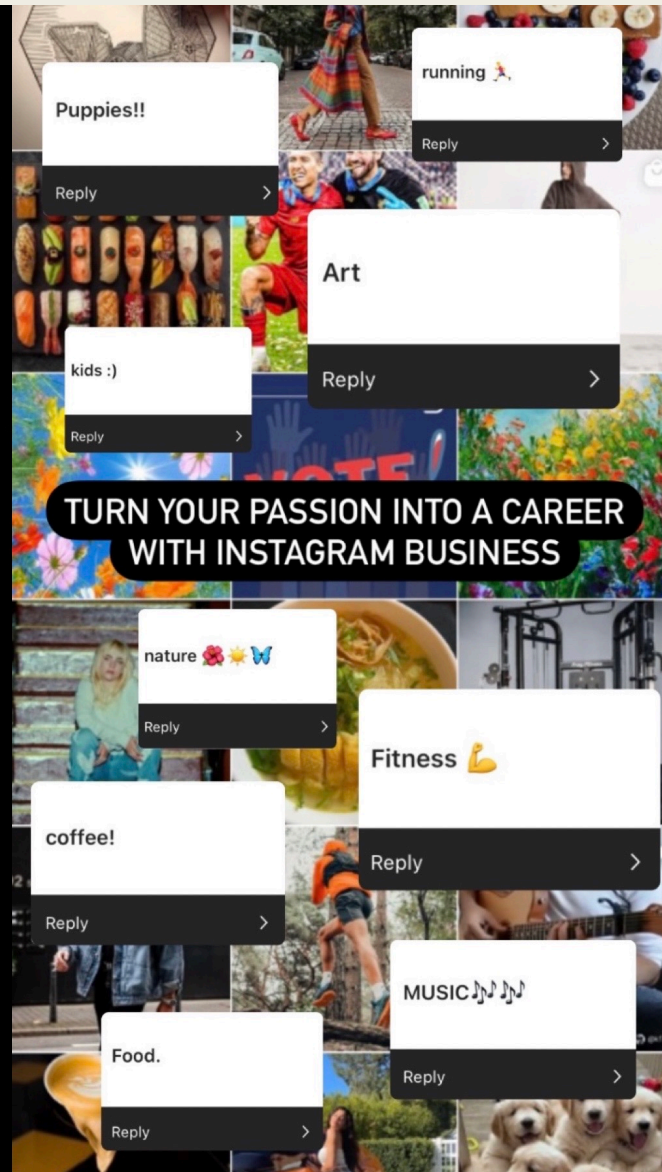 Puppies!!
Reply
running 🏃‍♀️
Reply
Art
Reply
kids :)
Reply
VOTE!
TURN YOUR PASSION INTO A CAREER
WITH INSTAGRAM BUSINESS
nature 🌺☀️🦋
Reply
Fitness 💪
Reply
coffee!
Reply
MUSIC🎶🎶
Reply
Food.
Reply